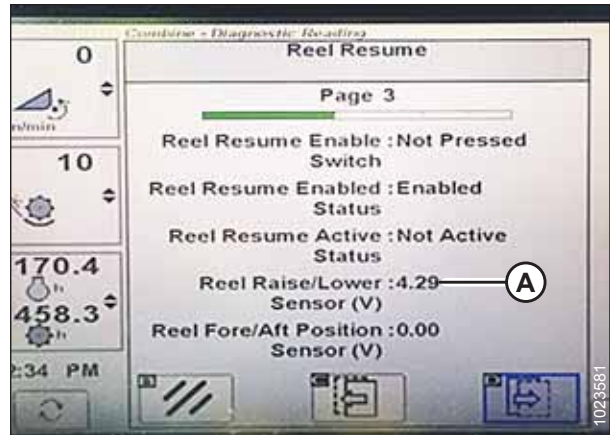 Combine - Diagnostic Reading
Reel Resume
Page 3
Reel Resume Enable : Not Pressed
Switch
Reel Resume Enabled : Enabled
Status
Reel Resume Active : Not Active
Status
Reel Raise/Lower : 4.29
Sensor (V)
Reel Fore/Aft Position : 0.00
Sensor (V)
A
0
10
170.4
h
458.3
h
1023581